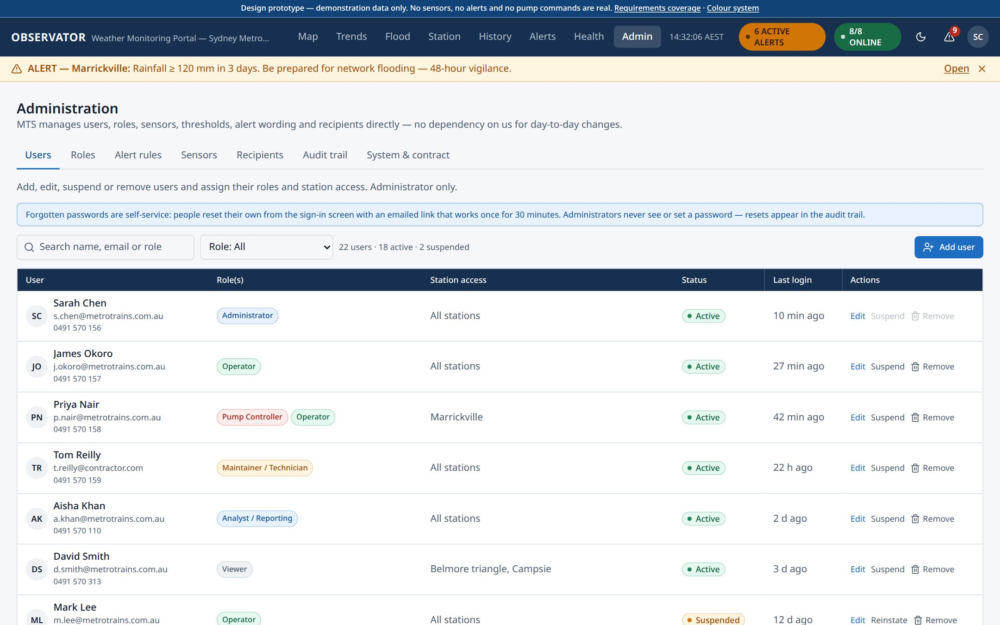 Design prototype — demonstration data only. No sensors, no alerts and no pump commands are real. Requirements coverage · Colour system
OBSERVATOR Weather Monitoring Portal — Sydney Metro... Map Trends Flood Station History Alerts Health Admin 14:32:06 AEST 6 ACTIVE ALERTS 8/8 ONLINE 9 SC
ALERT — Marrickville: Rainfall ≥ 120 mm in 3 days. Be prepared for network flooding — 48-hour vigilance. Open
Administration
MTS manages users, roles, sensors, thresholds, alert wording and recipients directly — no dependency on us for day-to-day changes.
Users Roles Alert rules Sensors Recipients Audit trail System & contract
Add, edit, suspend or remove users and assign their roles and station access. Administrator only.
Forgotten passwords are self-service: people reset their own from the sign-in screen with an emailed link that works once for 30 minutes. Administrators never see or set a password — resets appear in the audit trail.
Search name, email or role Role: All 22 users · 18 active · 2 suspended Add user
User Role(s) Station access Status Last login Actions
Sarah Chen
SC s.chen@metrotrains.com.au Administrator All stations Active 10 min ago Edit Suspend Remove
0491 570 156
James Okoro
JO j.okoro@metrotrains.com.au Operator All stations Active 27 min ago Edit Suspend Remove
0491 570 157
Priya Nair
PN p.nair@metrotrains.com.au Pump Controller Operator Marrickville Active 42 min ago Edit Suspend Remove
0491 570 158
Tom Reilly
TR t.reilly@contractor.com Maintainer / Technician All stations Active 22 h ago Edit Suspend Remove
0491 570 159
Aisha Khan
AK a.khan@metrotrains.com.au Analyst / Reporting All stations Active 2 d ago Edit Suspend Remove
0491 570 110
David Smith
DS d.smith@metrotrains.com.au Viewer Belmore triangle, Campsie Active 3 d ago Edit Suspend Remove
0491 570 313
Mark Lee
ML m.lee@metrotrains.com.au Operator All stations Suspended 12 d ago Edit Reinstate Remove